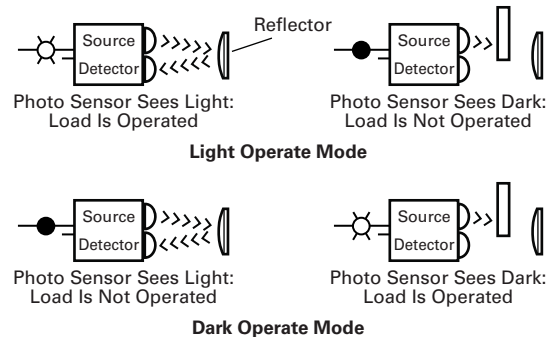 Reflector
Source
Detector
Source
Detector
Photo Sensor Sees Light:
Load Is Operated
Photo Sensor Sees Dark:
Load Is Not Operated
Light Operate Mode
Source
Detector
Source
Detector
Photo Sensor Sees Light:
Load Is Not Operated
Photo Sensor Sees Dark:
Load Is Operated
Dark Operate Mode